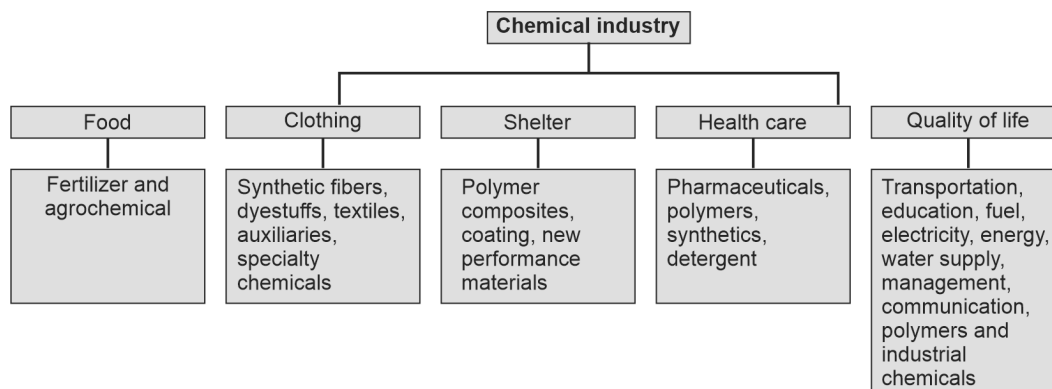 Chemical industry
Food
Clothing
Shelter
Health care
Quality of life
Fertilizer and
agrochemical
Synthetic fibers,
dyestuffs, textiles,
auxiliaries,
specialty
chemicals
Polymer
composites,
coating, new
performance
materials
Pharmaceuticals,
polymers,
synthetics,
detergent
Transportation,
education, fuel,
electricity, energy,
water supply,
management,
communication,
polymers and
industrial
chemicals